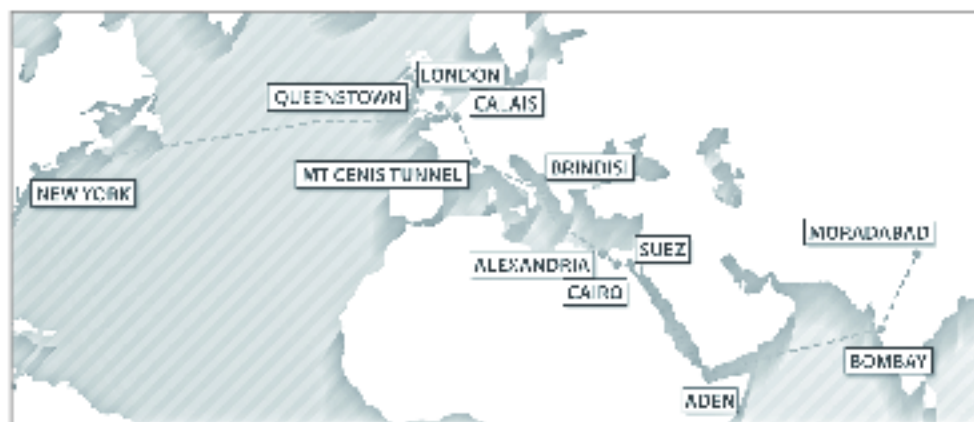 LONDON
QUEENSTOWN
CALAIS
MT CENIS TUNNEL
BRINDISI
NEW YORK
MORADABAD
SUEZ
ALEXANDRIA
CAIRO
BOMBAY
ADEN